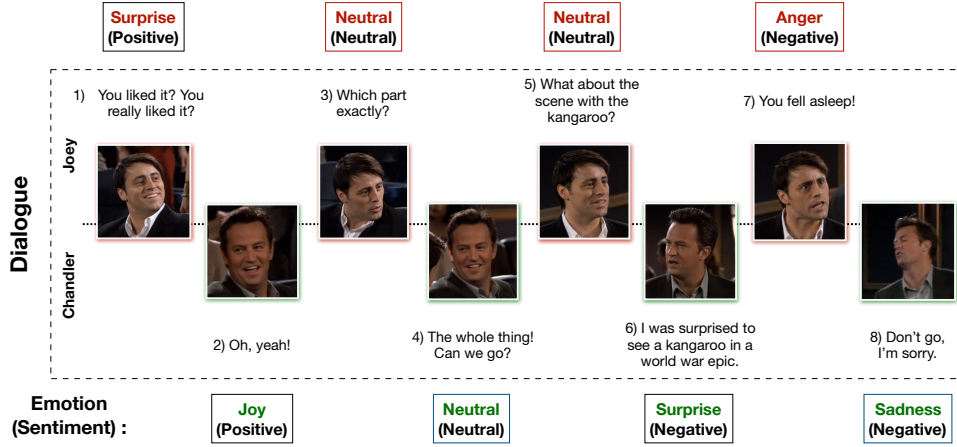 Surprise
(Positive)
Neutral
(Neutral)
Neutral
(Neutral)
Anger
(Negative)
Dialogue
Joey
Chandler
1) You liked it? You
really liked it?
3) Which part
exactly?
5) What about the
scene with the
kangaroo?
7) You fell asleep!
2) Oh, yeah!
4) The whole thing!
Can we go?
6) I was surprised to
see a kangaroo in a
world war epic.
8) Don't go,
I'm sorry.
Emotion
(Sentiment) :
Joy
(Positive)
Neutral
(Neutral)
Surprise
(Negative)
Sadness
(Negative)